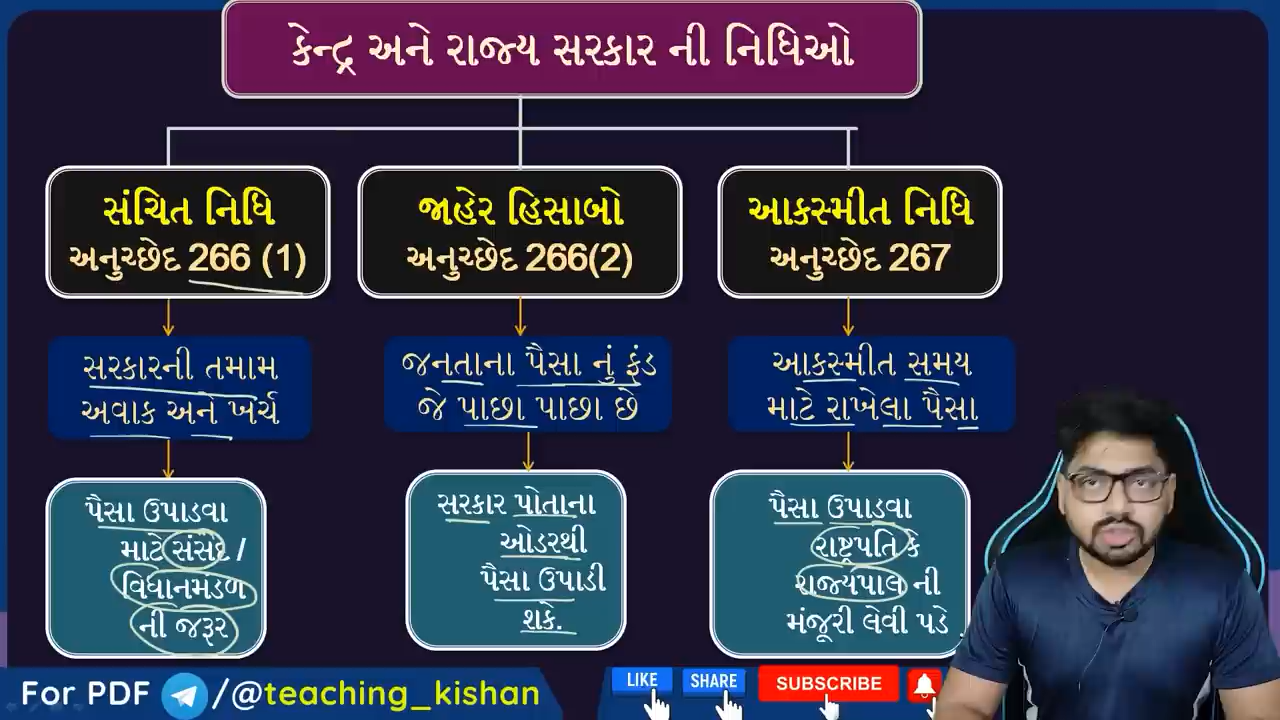 કેન્દ્ર અને રાજ્ય સરકાર ની નિધિઓ
સંચિત નિધિ
અનુચ્છેદ 266 (1)
સરકારની તમામ
અવાક અને ખર્ચ
પૈસા ઉપાડવા
માટે સંસદ /
વિધાનમંડળ
ની જરૂર
જાહેર હિસાબો
અનુચ્છેદ 266(2)
જનતાના પૈસા નું ફંડ
જે પાછા પાછા છે
સરકાર પોતાના
ઓડરથી
પૈસા ઉપાડી
શકે.
આકસ્મીત નિધિ
અનુચ્છેદ 267
આકસ્મીત સમય
માટે રાખેલા પૈસા
પૈસા ઉપાડવા
રાષ્ટ્રપતિ કે
રાજ્યપાલ ની
મંજૂરી લેવી પડે
For PDF /@teaching_kishan
LIKE
SHARE
SUBSCRIBE